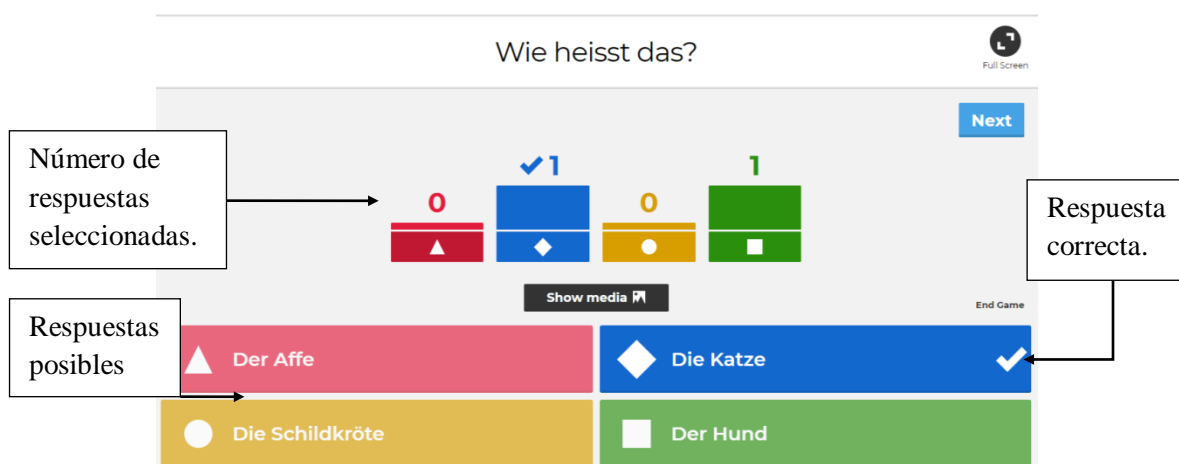 Wie heisst das?
Full Screen
Next
Número de
respuestas
seleccionadas.
0
1
0
1
Respuesta
correcta.
Show media
End Game
Respuestas
posibles
Der Affe
Die Katze
Die Schildkröte
Der Hund